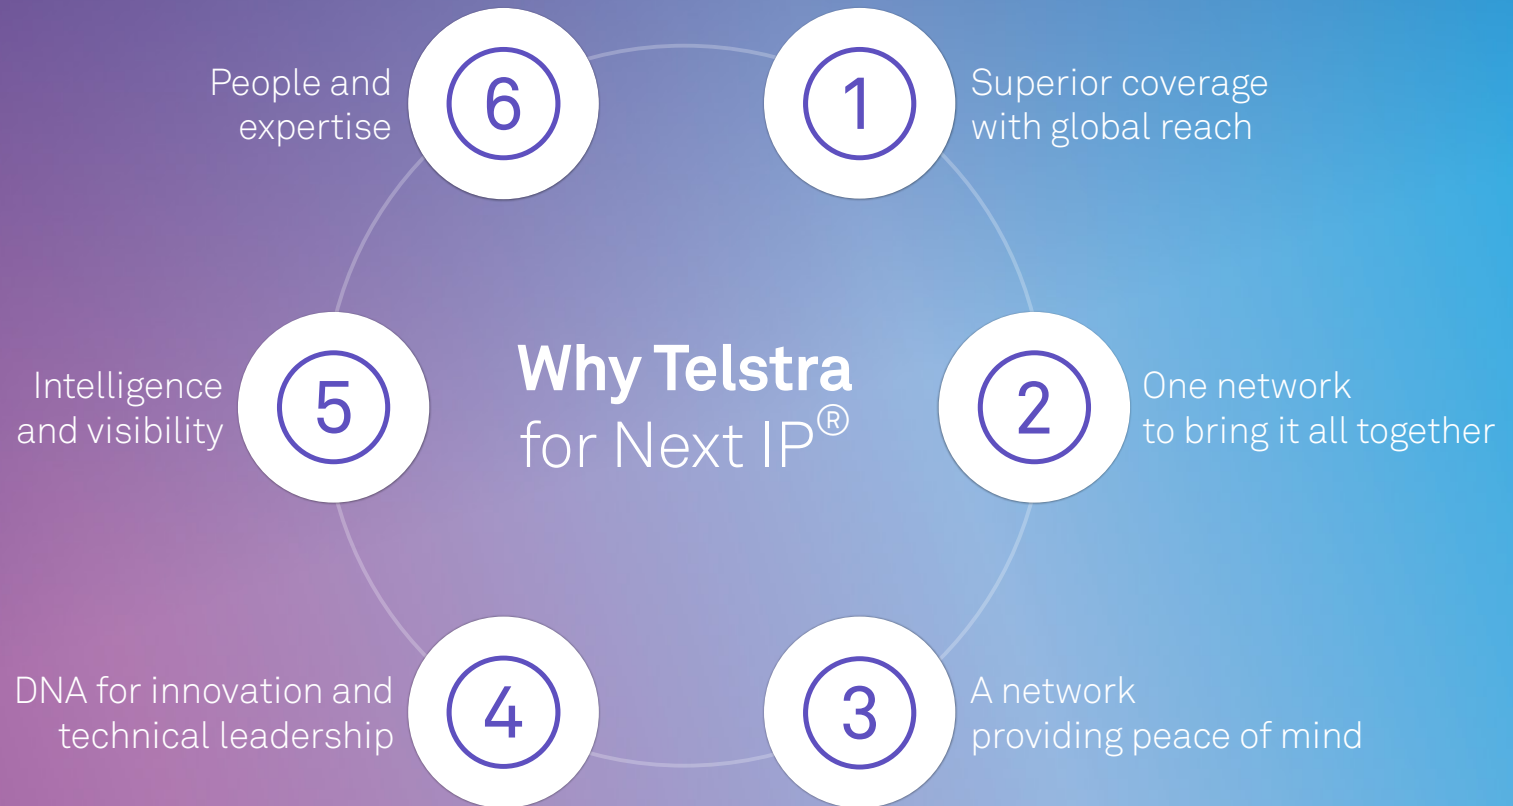 Why Telstra
for Next IP®
1
Superior coverage
with global reach
2
One network
to bring it all together
3
A network
providing peace of mind
4
DNA for innovation and
technical leadership
5
Intelligence
and visibility
6
People and
expertise